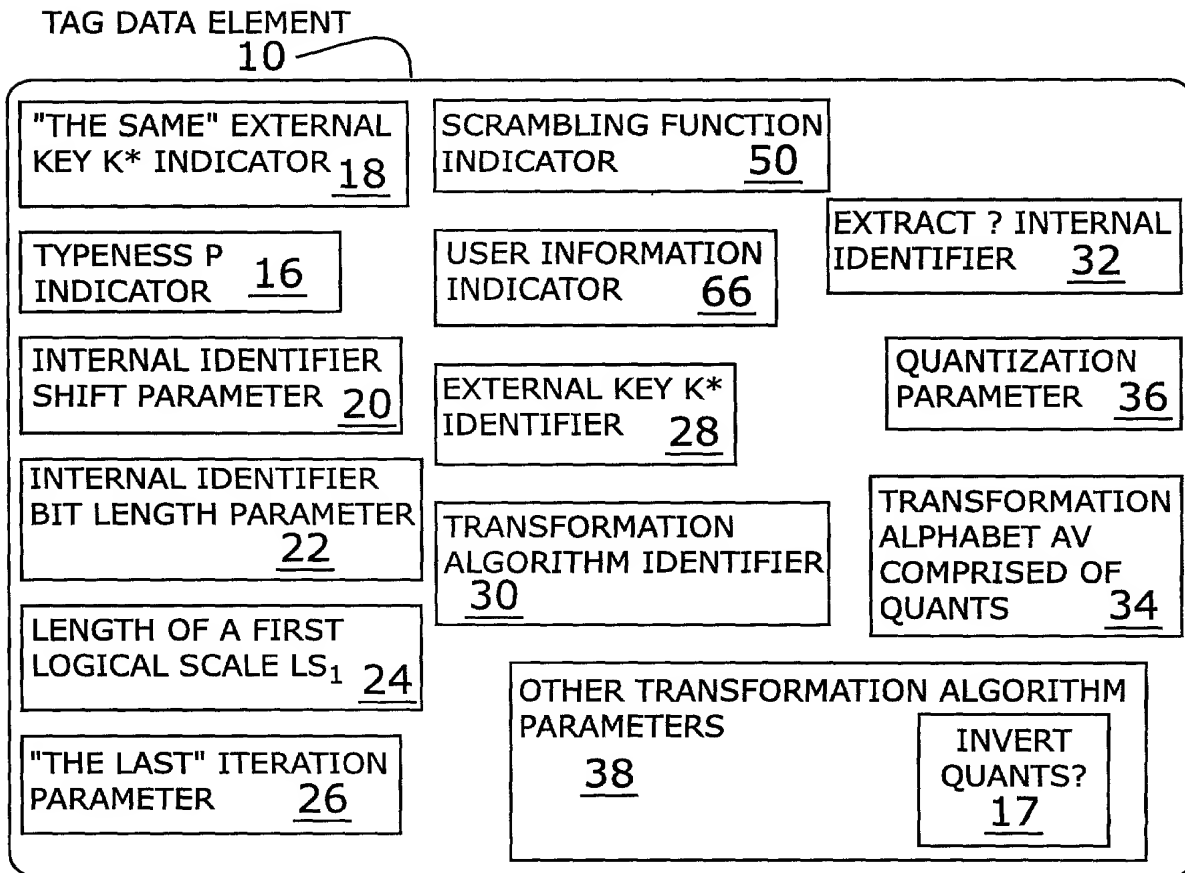 TAG DATA ELEMENT
10
"THE SAME" EXTERNAL
KEY K* INDICATOR 18
TYPENESS P
INDICATOR 16
INTERNAL IDENTIFIER
SHIFT PARAMETER 20
INTERNAL IDENTIFIER
BIT LENGTH PARAMETER
22
LENGTH OF A FIRST
LOGICAL SCALE LS1 24
"THE LAST" ITERATION
PARAMETER 26
SCRAMBLING FUNCTION
INDICATOR 50
USER INFORMATION
INDICATOR 66
EXTERNAL KEY K*
IDENTIFIER 28
TRANSFORMATION
ALGORITHM IDENTIFIER
30
EXTRACT ? INTERNAL
IDENTIFIER 32
QUANTIZATION
PARAMETER 36
TRANSFORMATION
ALPHABET AV
COMPRISED OF
QUANTS 34
OTHER TRANSFORMATION ALGORITHM
PARAMETERS
38
INVERT
QUANTS?
17